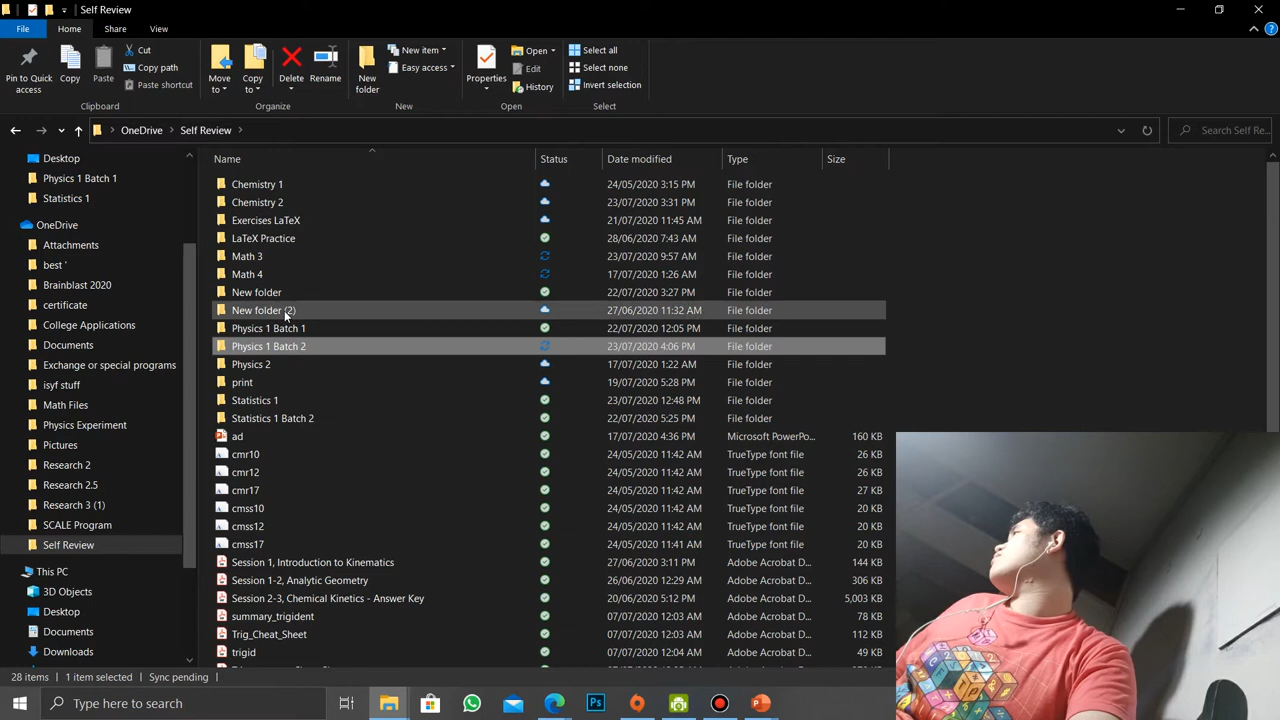 Self Review
File Home Share View
Pin to Quick access
Copy
Paste
Cut
Copy path
Paste shortcut
Clipboard
Move to
Copy to
Delete
Rename
Organize
New folder
New item
Easy access
New
Properties
Open
Edit
History
Open
Select all
Select none
Invert selection
Select
OneDrive > Self Review >
Search Self Re...
Desktop
Physics 1 Batch 1
Statistics 1
OneDrive
Attachments
best '
Brainblast 2020
certificate
College Applications
Documents
Exchange or special programs
isyf stuff
Math Files
Physics Experiment
Pictures
Research 2
Research 2.5
Research 3 (1)
SCALE Program
Self Review
This PC
3D Objects
Desktop
Documents
Downloads
Name Status Date modified Type Size
Chemistry 1 24/05/2020 3:15 PM File folder
Chemistry 2 23/07/2020 3:31 PM File folder
Exercises LaTeX 21/07/2020 11:45 AM File folder
LaTeX Practice 28/06/2020 7:43 AM File folder
Math 3 23/07/2020 9:57 AM File folder
Math 4 17/07/2020 1:26 AM File folder
New folder 22/07/2020 3:27 PM File folder
New folder (2) 27/06/2020 11:32 AM File folder
Physics 1 Batch 1 22/07/2020 12:05 PM File folder
Physics 1 Batch 2 23/07/2020 4:06 PM File folder
Physics 2 17/07/2020 1:22 AM File folder
print 19/07/2020 5:28 PM File folder
Statistics 1 23/07/2020 12:48 PM File folder
Statistics 1 Batch 2 22/07/2020 5:25 PM File folder
ad 17/07/2020 4:36 PM Microsoft PowerPo... 160 KB
cmr10 24/05/2020 11:42 AM TrueType font file 26 KB
cmr12 24/05/2020 11:42 AM TrueType font file 26 KB
cmr17 24/05/2020 11:42 AM TrueType font file 27 KB
cmss10 24/05/2020 11:42 AM TrueType font file 20 KB
cmss12 24/05/2020 11:42 AM TrueType font file 20 KB
cmss17 24/05/2020 11:41 AM TrueType font file 20 KB
Session 1, Introduction to Kinematics 27/06/2020 3:11 PM Adobe Acrobat D... 144 KB
Session 1-2, Analytic Geometry 26/06/2020 12:29 AM Adobe Acrobat D... 306 KB
Session 2-3, Chemical Kinetics - Answer Key 20/06/2020 5:12 PM Adobe Acrobat D... 5,003 KB
summary_trigident 07/07/2020 12:03 AM Adobe Acrobat D... 78 KB
Trig_Cheat_Sheet 07/07/2020 12:03 AM Adobe Acrobat D... 112 KB
trigid 07/07/2020 12:04 AM Adobe Acrobat D... 49 KB
28 items 1 item selected Sync pending
Type here to search
Ps